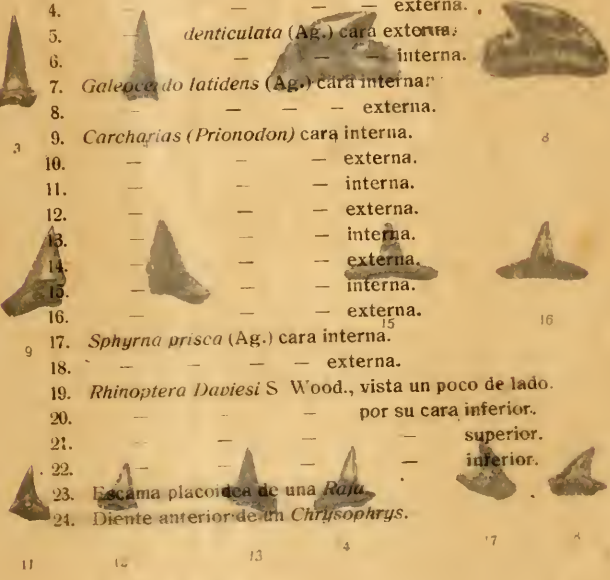 4. — — — externa.
5. denticulata (Ag.) cara externa.
6. — — — interna.
7. Galeocerdo latidens (Ag.) cara interna.
8. — — — externa.
9. Carcharias (Prionodon) cara interna.
10. — — — externa.
11. — — — interna.
12. — — — externa.
13. — — — interna.
14. — — — externa.
15. — — — interna.
16. — — — externa.
17. Sphyrna prisca (Ag.) cara interna.
18. — — — externa.
19. Rhinoptera Daviesi S Wood., vista un poco de lado.
20. — — — por su cara inferior.
21. — — — superior.
22. — — — inferior.
23. Escama placoidea de una Raja
24. Diente anterior de un Chrysophrys.
3
8
9
15
16
11
12
13
4
17